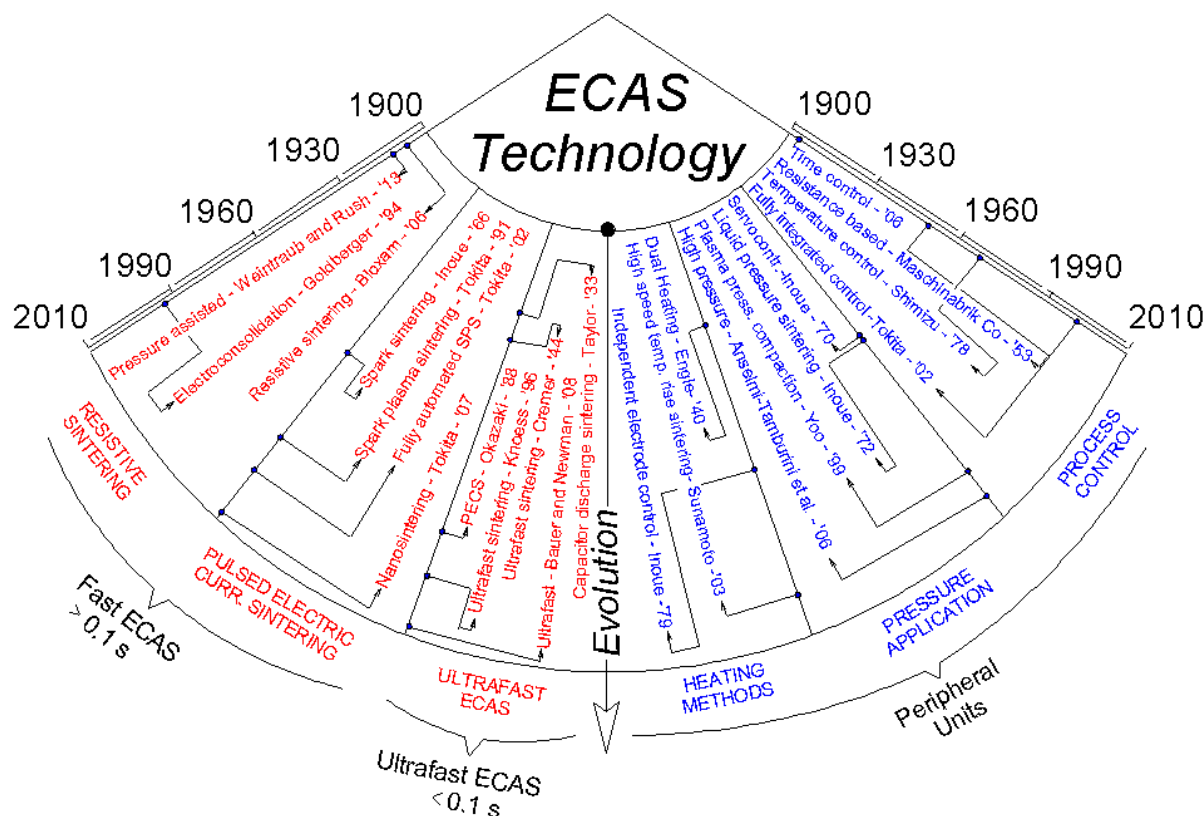 ECAS
Technology
1900
1930
1960
1990
2010
1900
1930
1960
1990
2010
Pressure assisted - Weintraub and Rush - '13
Electroconsolidation - Goldberger - '94
Resistive sintering - Bloxam - '06
Spark sintering - Inoue - '66
Spark plasma sintering - Tokita - '91
Fully automated SPS - Tokita - '02
Nanosintering - Tokita - '07
PECS - Okazaki - '88
Ultrafast sintering - Knoess - '96
Ultrafast sintering - Cremer - '44
Ultrafast - Bauer and Newman - '08
Capacitor discharge sintering - Taylor- '33
Evolution
Independent electrode control - Inoue -'79
High speed temp. rise sintering- Sunamoto -'03
Dual Heating - Engle- '40
High pressure - Anselmi-Tamburini et al. - '06
Plasma press. compaction - Yoo - '99
Liquid pressure sintering - Inoue - '72
Servocontr.-Inoue - '70
Fully integrated control-Tokita - '02
Temperature control - Shimizu - '78
Resistance based - Maschinabrik Co -'53
Time control - '06
RESISTIVE
SINTERING
PULSED ELECTRIC
CURR. SINTERING
ULTRAFAST
ECAS
HEATING
METHODS
PRESSURE
APPLICATION
PROCESS
CONTROL
Fast ECAS
> 0.1 s
Ultrafast ECAS
<0.1 s
Peripheral
Units